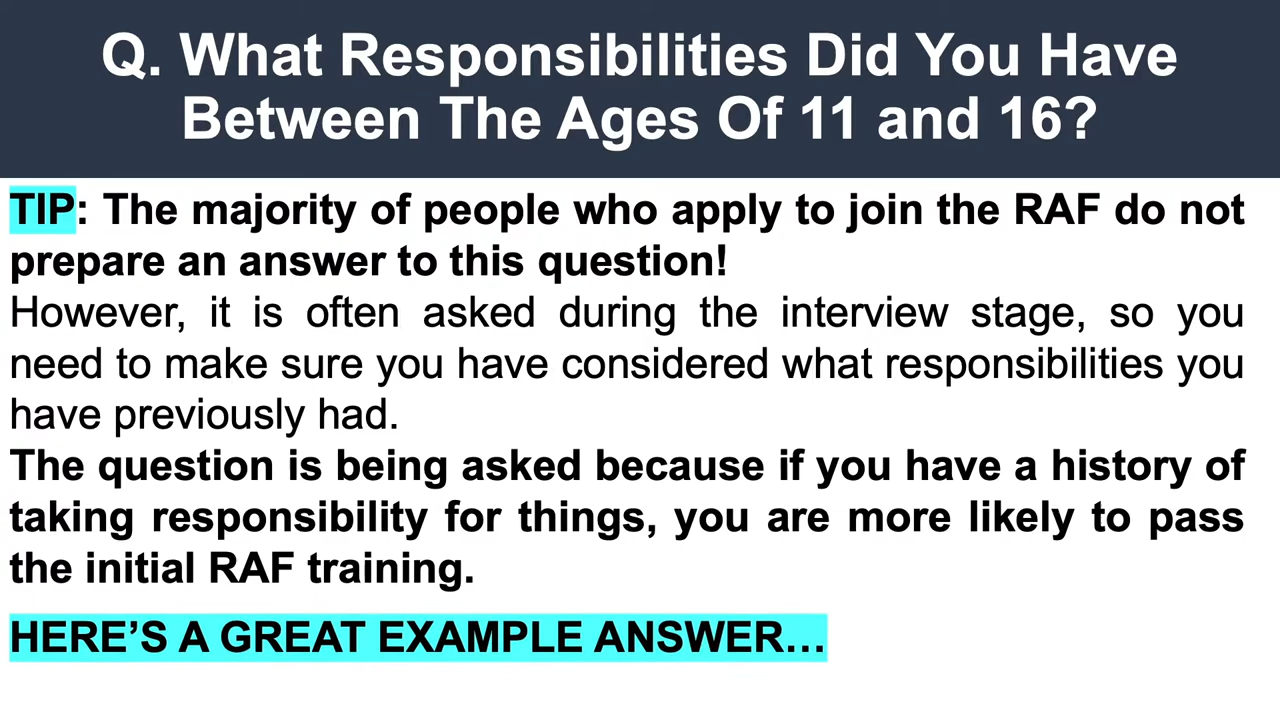 Q. What Responsibilities Did You Have
Between The Ages Of 11 and 16?
TIP: The majority of people who apply to join the RAF do not
prepare an answer to this question!
However, it is often asked during the interview stage, so you
need to make sure you have considered what responsibilities you
have previously had.
The question is being asked because if you have a history of
taking responsibility for things, you are more likely to pass
the initial RAF training.
HERE’S A GREAT EXAMPLE ANSWER…